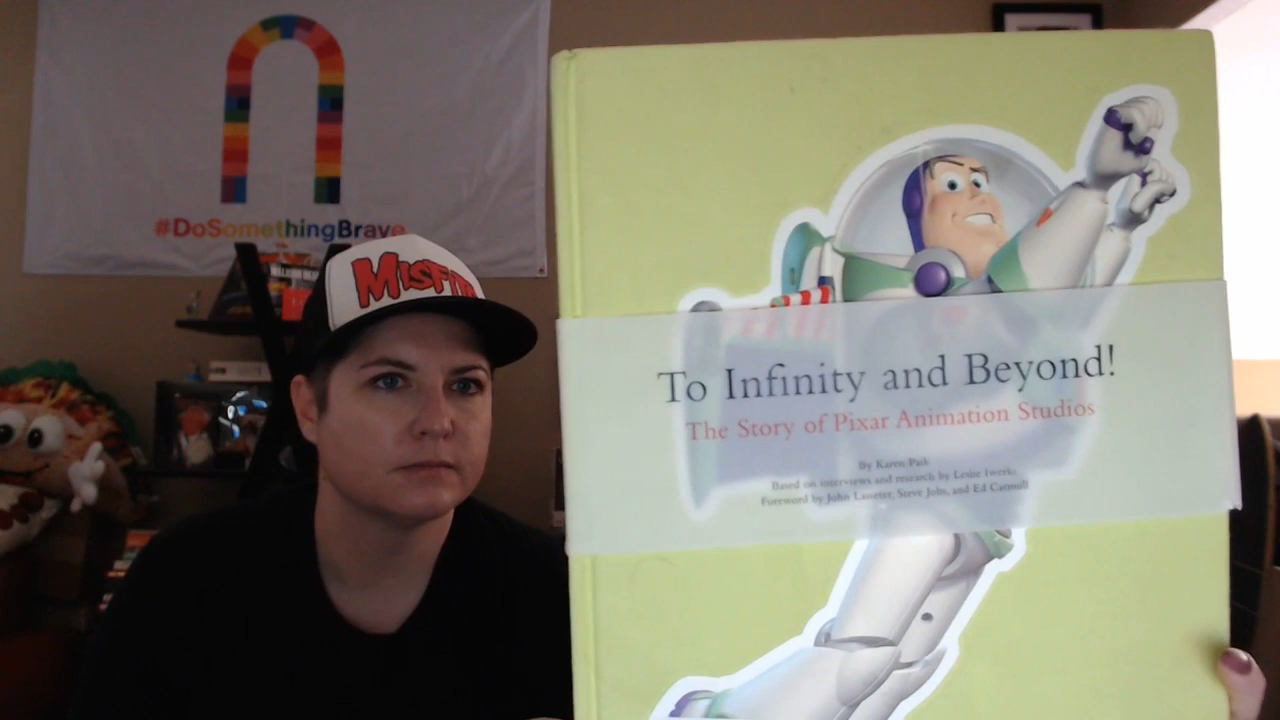 #DoSomethingBrave
To Infinity and Beyond!
The Story of Pixar Animation Studios
By Karen Paik
Based on interviews and research by Leslie Iwerks
Foreword by John Lasseter, Steve Jobs, and Ed Catmull